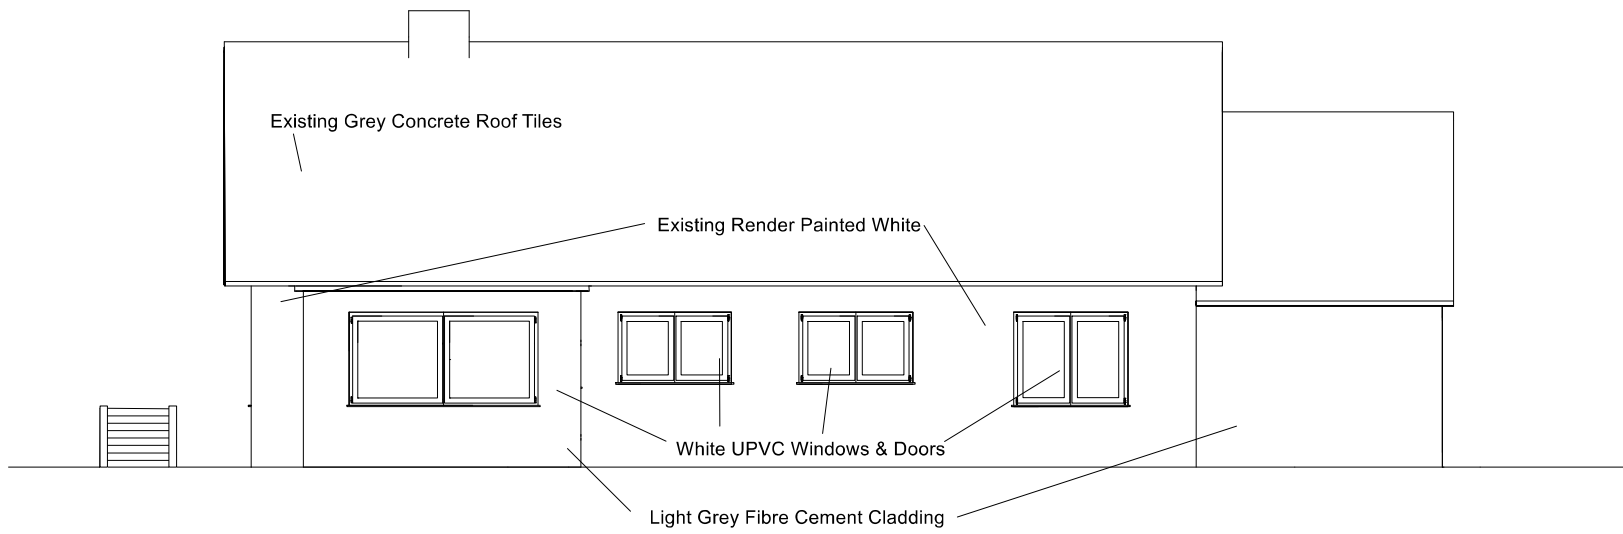 Existing Grey Concrete Roof Tiles
Existing Render Painted White
White UPVC Windows & Doors
Light Grey Fibre Cement Cladding